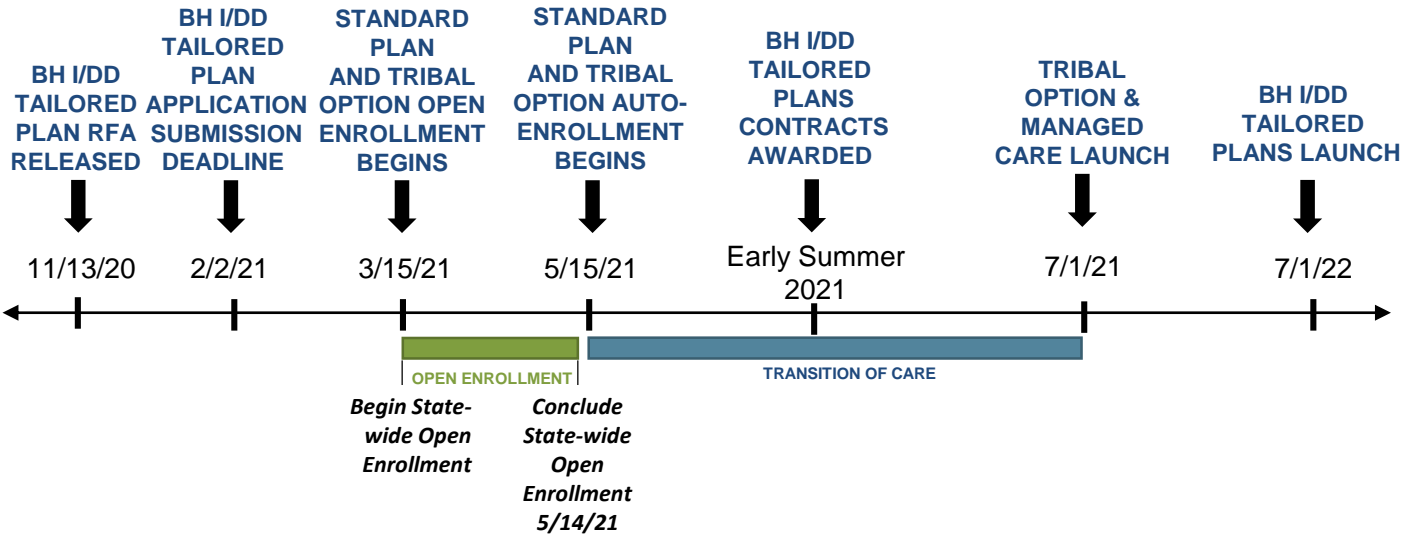 BH I/DD
TAILORED
PLAN RFA
RELEASED
BH I/DD
TAILORED
PLAN
APPLICATION
SUBMISSION
DEADLINE
STANDARD
PLAN
AND TRIBAL
OPTION OPEN
ENROLLMENT
BEGINS
STANDARD
PLAN
AND TRIBAL
OPTION AUTO-
ENROLLMENT
BEGINS
BH I/DD
TAILORED
PLANS
CONTRACTS
AWARDED
TRIBAL
OPTION &
MANAGED
CARE LAUNCH
BH I/DD
TAILORED
PLANS LAUNCH
11/13/20
2/2/21
3/15/21
5/15/21
Early Summer
2021
7/1/21
7/1/22
OPEN ENROLLMENT
TRANSITION OF CARE
Begin State-
wide Open
Enrollment
Conclude
State-wide
Open
Enrollment
5/14/21